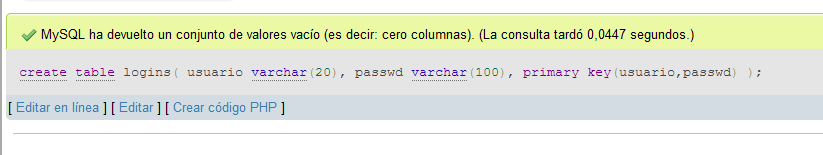 MySQL ha devuelto un conjunto de valores vacío (es decir: cero columnas). (La consulta tardó 0,0447 segundos.)
create table logins( usuario varchar(20), passwd varchar(100), primary key(usuario,passwd) );
[ Editar en línea ] [ Editar ] [ Crear código PHP ]